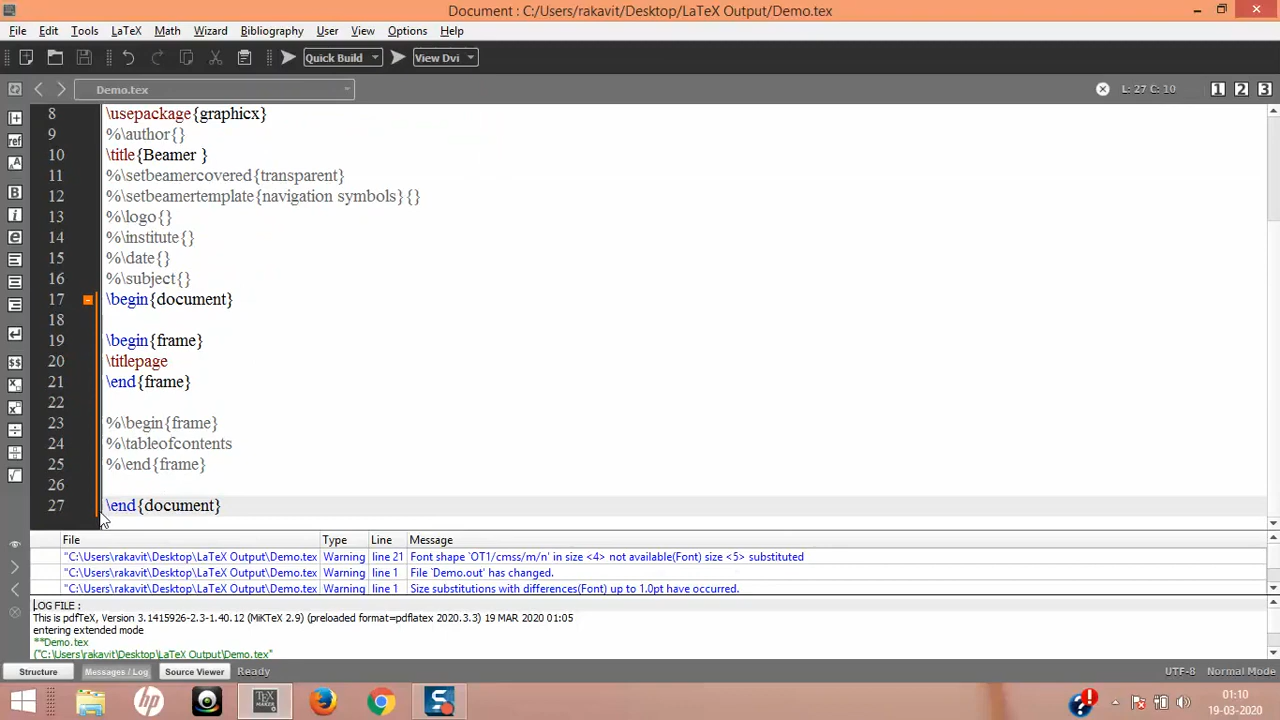 Document : C:/Users/rakavit/Desktop/LaTeX Output/Demo.tex
File Edit Tools LaTeX Math Wizard Bibliography User View Options Help
Quick Build View Dvi
Demo.tex L: 27 C: 10 1 2 3
8 \usepackage{graphicx}
9 %\author{}
10 \title{Beamer }
11 %\setbeamercovered{transparent}
12 %\setbeamertemplate{navigation symbols}{}
13 %\logo{}
14 %\institute{}
15 %\date{}
16 %\subject{}
17 \begin{document}
18
19 \begin{frame}
20 \titlepage
21 \end{frame}
22
23 %\begin{frame}
24 %\tableofcontents
25 %\end{frame}
26
27 \end{document}
File Type Line Message
"C:\Users\rakavit\Desktop\LaTeX Output\Demo.tex Warning line 21 Font shape `OT1/cmss/m/n' in size <4> not available(Font) size <5> substituted
"C:\Users\rakavit\Desktop\LaTeX Output\Demo.tex Warning line 1 File `Demo.out' has changed.
"C:\Users\rakavit\Desktop\LaTeX Output\Demo.tex Warning line 1 Size substitutions with differences(Font) up to 1.0pt have occurred.
LOG FILE :
This is pdfTeX, Version 3.1415926-2.3-1.40.12 (MiKTeX 2.9) (preloaded format=pdflatex 2020.3.3) 19 MAR 2020 01:05
entering extended mode
**Demo.tex
("C:\Users\rakavit\Desktop\LaTeX Output\Demo.tex"
Structure Messages / Log Source Viewer Ready UTF-8 Normal Mode
01:10
19-03-2020